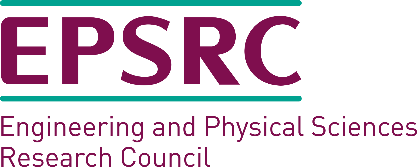 EPSRC
Engineering and Physical Sciences
Research Council